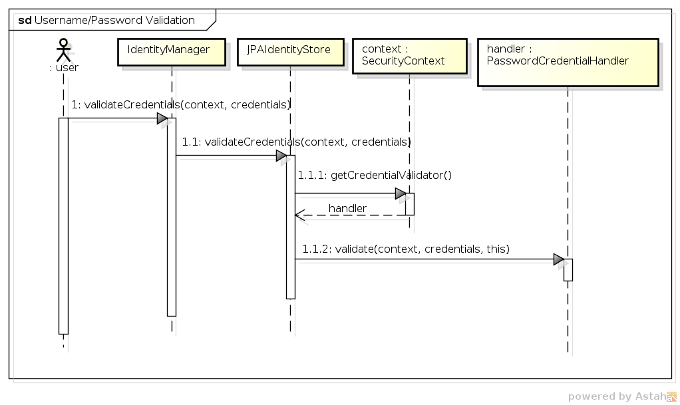 sd Username/Password Validation
: user
IdentityManager
JPAIdentityStore
context :
SecurityContext
handler :
PasswordCredentialHandler
1: validateCredentials(context, credentials)
1.1: validateCredentials(context, credentials)
1.1.1: getCredentialValidator()
handler
1.1.2: validate(context, credentials, this)
powered by Astah